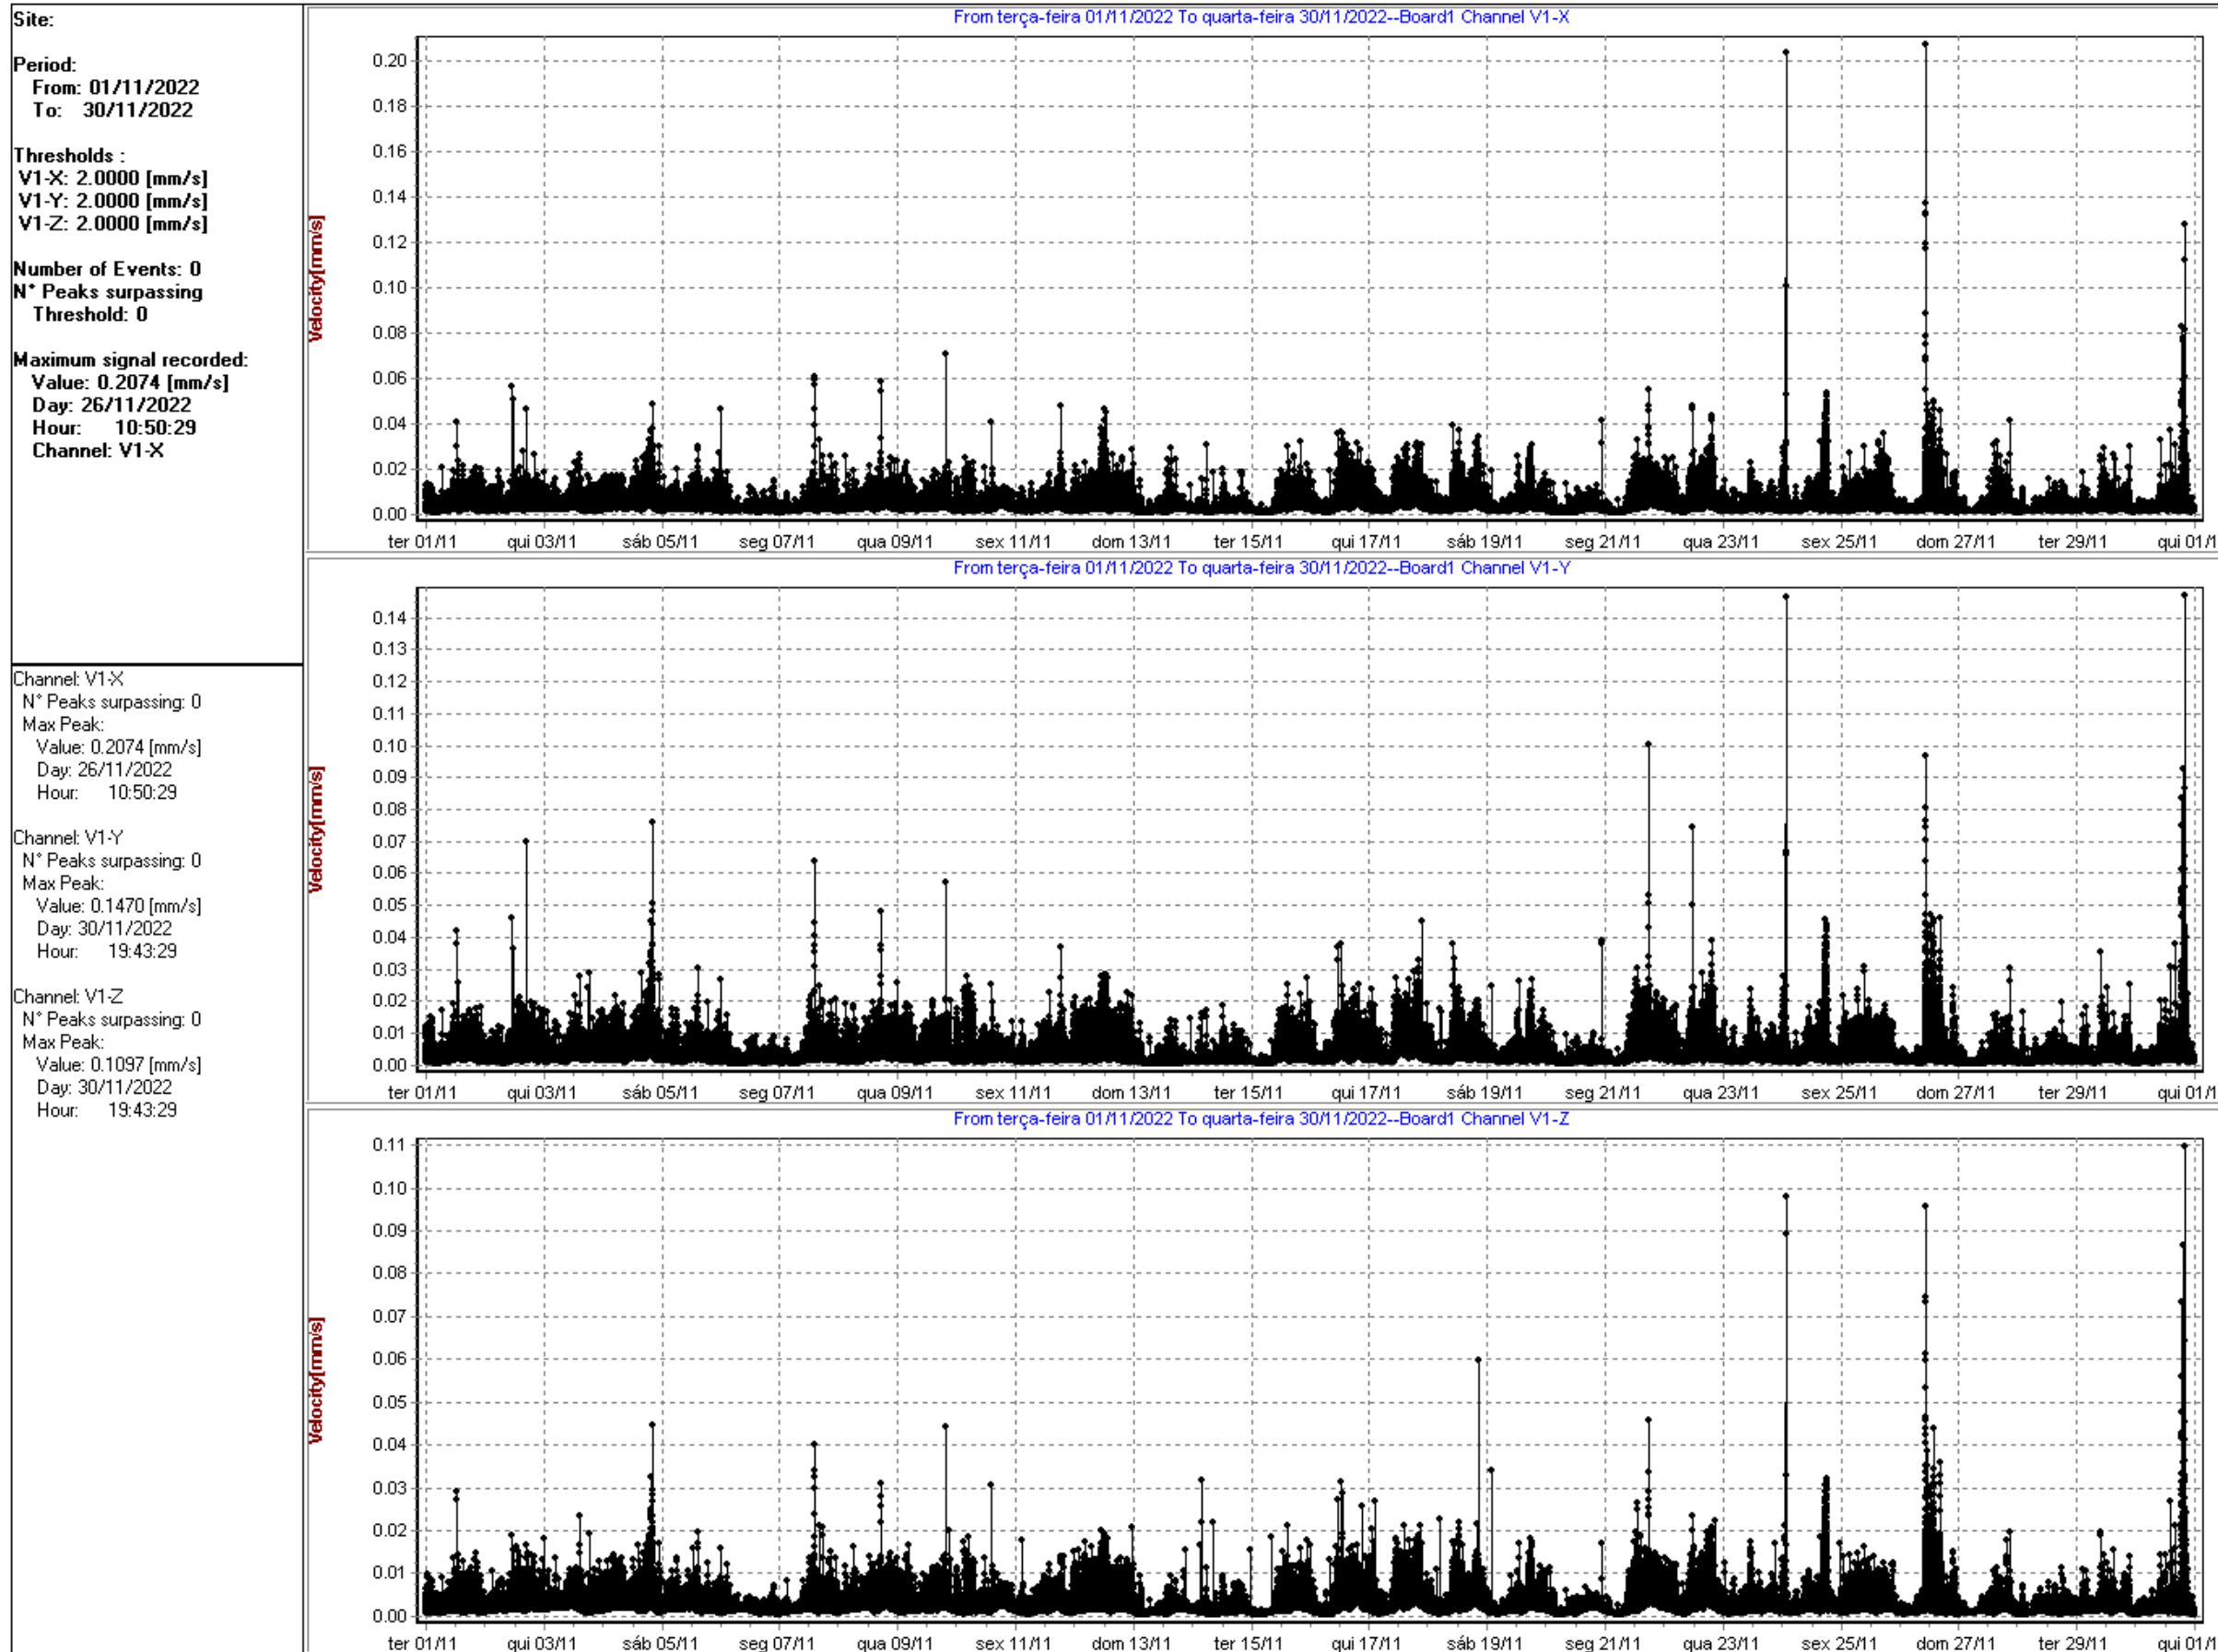 Site:
Period:
From: 01/11/2022
To: 30/11/2022
Thresholds :
V1-X: 2.0000 [mm/s]
V1-Y: 2.0000 [mm/s]
V1-Z: 2.0000 [mm/s]
Number of Events: 0
N° Peaks surpassing
Threshold: 0
Maximum signal recorded:
Value: 0.2074 [mm/s]
Day: 26/11/2022
Hour: 10:50:29
Channel: V1-X
Channel: V1-X
N° Peaks surpassing: 0
Max Peak:
Value: 0.2074 [mm/s]
Day: 26/11/2022
Hour: 10:50:29
Channel: V1-Y
N° Peaks surpassing: 0
Max Peak:
Value: 0.1470 [mm/s]
Day: 30/11/2022
Hour: 19:43:29
Channel: V1-Z
N° Peaks surpassing: 0
Max Peak:
Value: 0.1097 [mm/s]
Day: 30/11/2022
Hour: 19:43:29
From terça-feira 01/11/2022 To quarta-feira 30/11/2022--Board1 Channel V1-X
Velocity[mm/s]
0.20
0.18
0.16
0.14
0.12
0.10
0.08
0.06
0.04
0.02
0.00
ter 01/11 qui 03/11 sáb 05/11 seg 07/11 qua 09/11 sex 11/11 dom 13/11 ter 15/11 qui 17/11 sáb 19/11 seg 21/11 qua 23/11 sex 25/11 dom 27/11 ter 29/11 qui 01/1
From terça-feira 01/11/2022 To quarta-feira 30/11/2022--Board1 Channel V1-Y
Velocity[mm/s]
0.14
0.13
0.12
0.11
0.10
0.09
0.08
0.07
0.06
0.05
0.04
0.03
0.02
0.01
0.00
ter 01/11 qui 03/11 sáb 05/11 seg 07/11 qua 09/11 sex 11/11 dom 13/11 ter 15/11 qui 17/11 sáb 19/11 seg 21/11 qua 23/11 sex 25/11 dom 27/11 ter 29/11 qui 01/1
From terça-feira 01/11/2022 To quarta-feira 30/11/2022--Board1 Channel V1-Z
Velocity[mm/s]
0.11
0.10
0.09
0.08
0.07
0.06
0.05
0.04
0.03
0.02
0.01
0.00
ter 01/11 qui 03/11 sáb 05/11 seg 07/11 qua 09/11 sex 11/11 dom 13/11 ter 15/11 qui 17/11 sáb 19/11 seg 21/11 qua 23/11 sex 25/11 dom 27/11 ter 29/11 qui 01/1